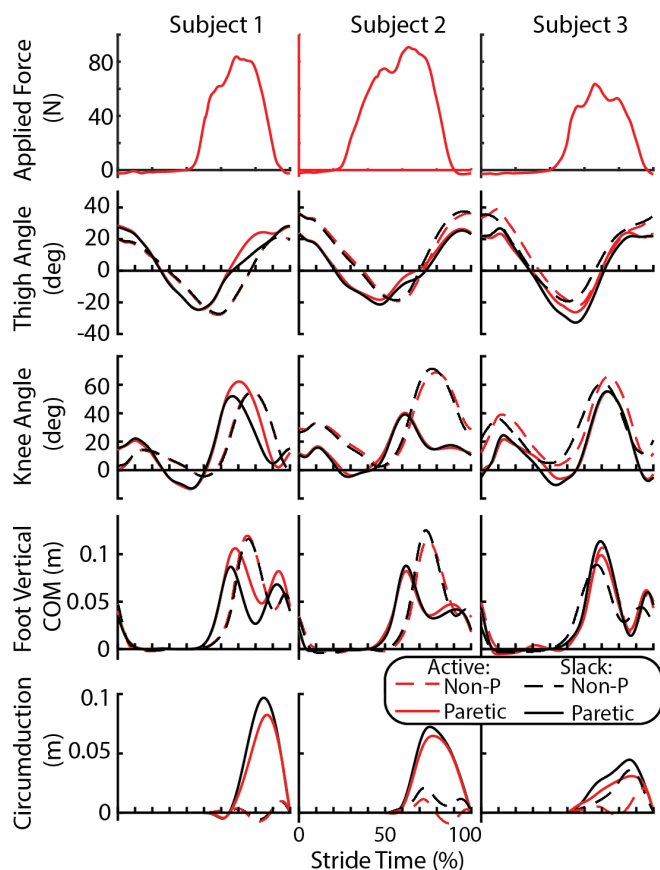 Subject 1 Subject 2 Subject 3
Applied Force
(N)
80
40
0
Thigh Angle
(deg)
40
20
0
-20
-40
Knee Angle
(deg)
60
40
20
0
Foot Vertical
COM (m)
0.1
0.05
0
Active: Slack:
Non-P Non-P
Paretic Paretic
Circumduction
(m)
0.1
0.05
0
0 50 100
Stride Time (%)